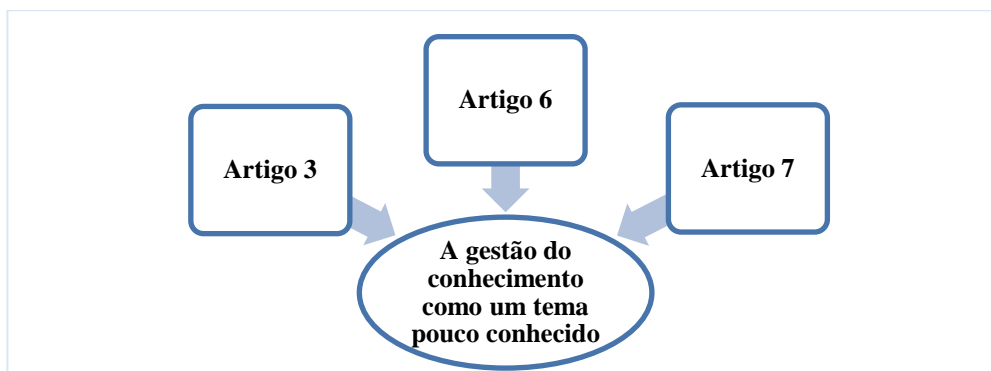 Artigo 6
Artigo 3
Artigo 7
A gestão do
conhecimento
como um tema
pouco conhecido